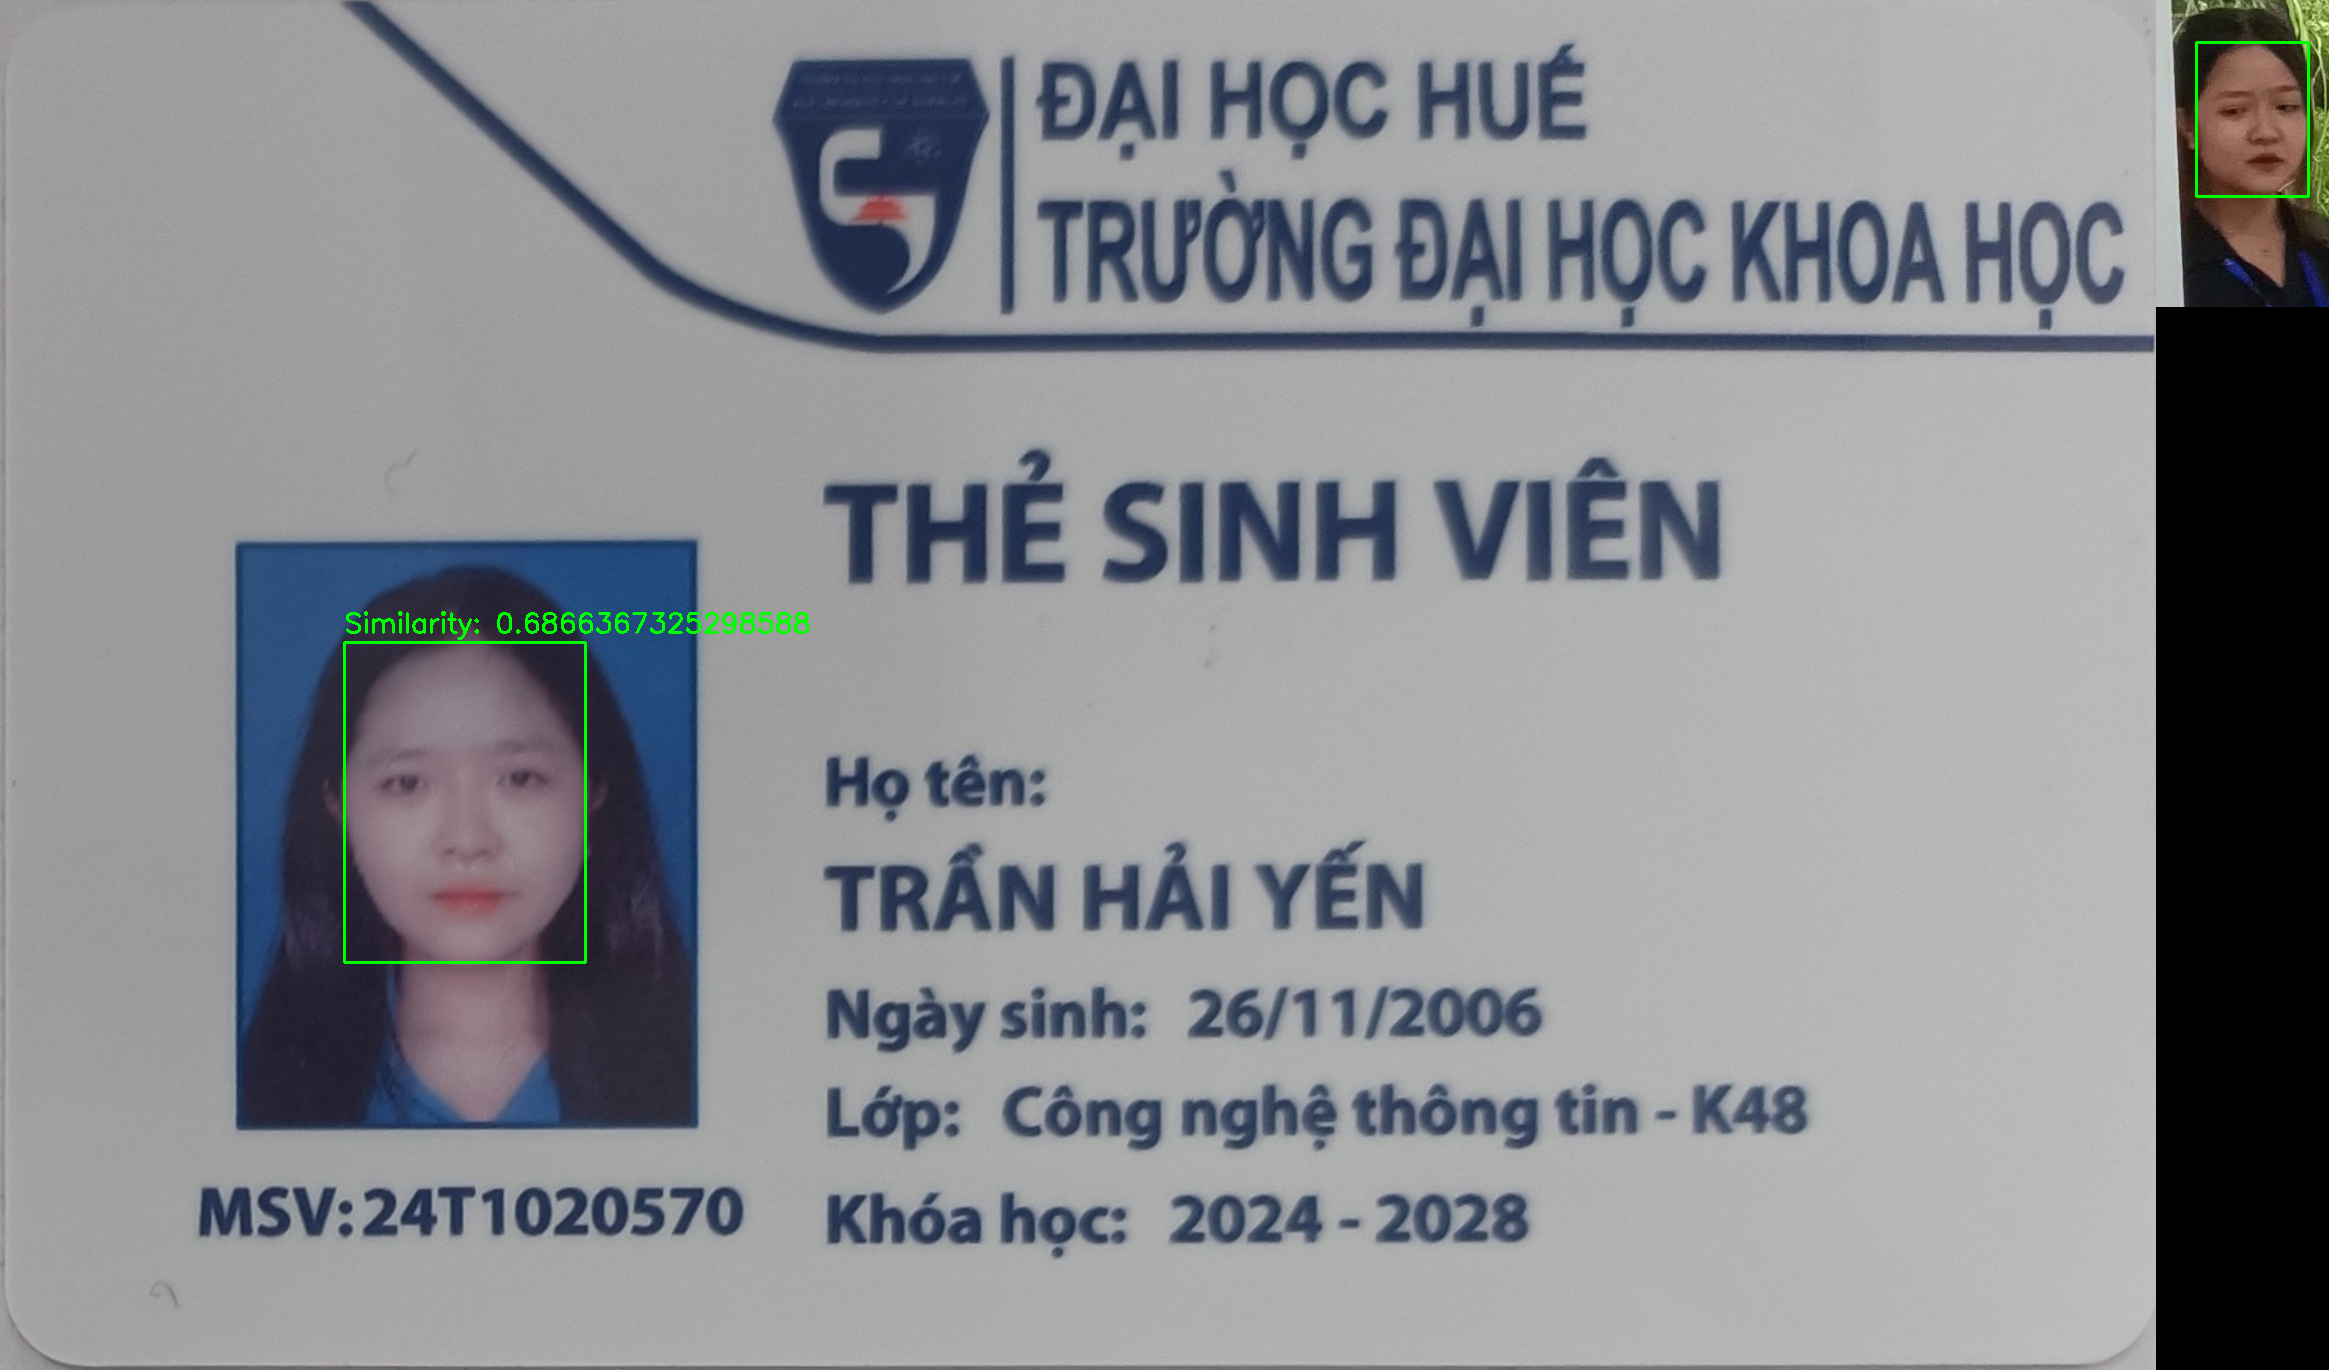 ĐẠI HỌC HUẾ
TRƯỜNG ĐẠI HỌC KHOA HỌC
THẺ SINH VIÊN
Similarity: 0.6866367325298588
Họ tên:
TRẦN HẢI YẾN
Ngày sinh: 26/11/2006
Lớp: Công nghệ thông tin - K48
MSV: 24T1020570
Khóa học: 2024 - 2028